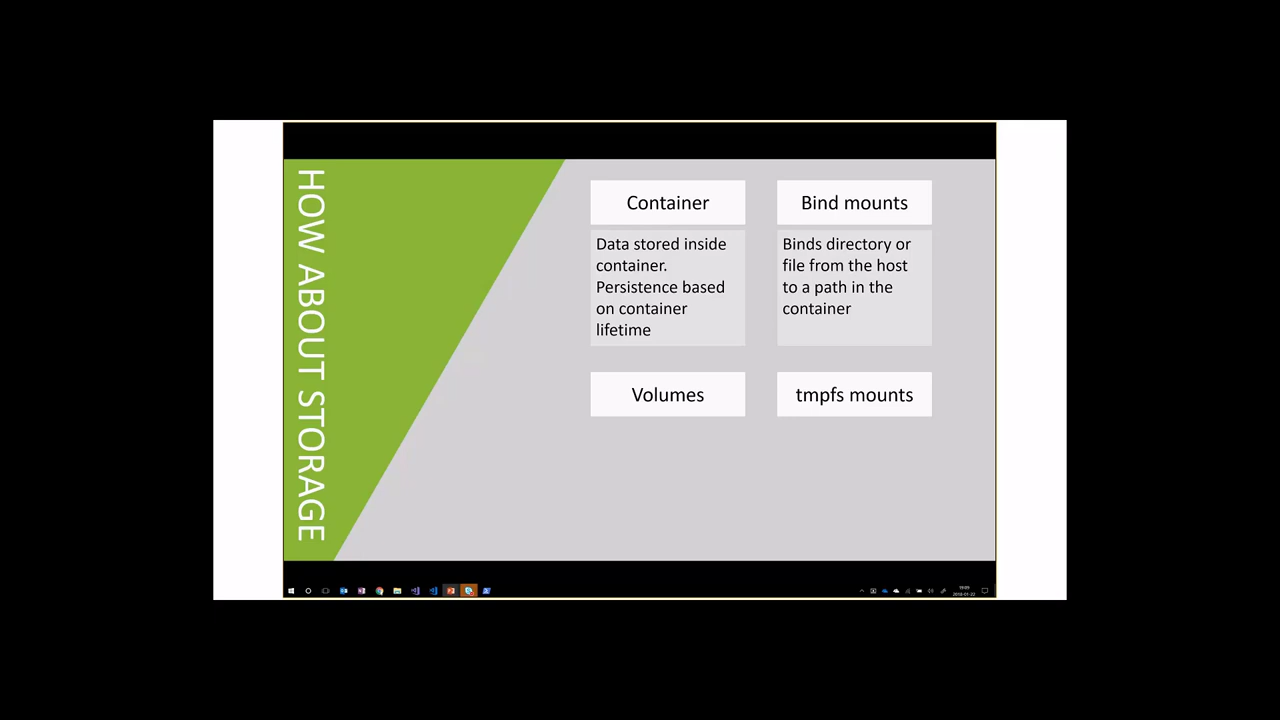 HOW ABOUT STORAGE
Container
Data stored inside
container.
Persistence based
on container
lifetime
Bind mounts
Binds directory or
file from the host
to a path in the
container
Volumes
tmpfs mounts